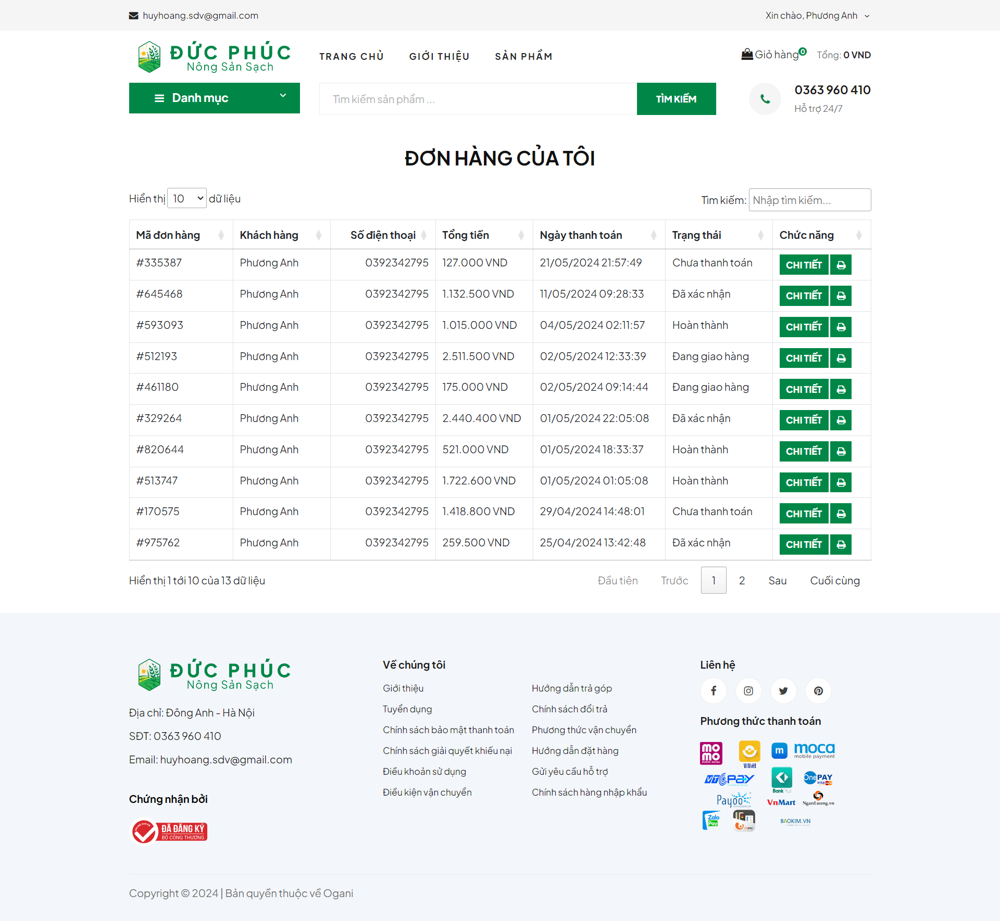 huyhoang.sdv@gmail.com
Xin chào, Phương Anh
ĐỨC PHÚC
Nông Sản Sạch
TRANG CHỦ GIỚI THIỆU SẢN PHẨM
Giỏ hàng 0 Tổng: 0 VND
Danh mục
Tìm kiếm sản phẩm ...
TÌM KIẾM
0363 960 410
Hỗ trợ 24/7
ĐƠN HÀNG CỦA TÔI
Hiển thị 10 dữ liệu
Tìm kiếm: Nhập tìm kiếm...
Mã đơn hàng Khách hàng Số điện thoại Tổng tiền Ngày thanh toán Trạng thái Chức năng
#335387 Phương Anh 0392342795 127.000 VND 21/05/2024 21:57:49 Chưa thanh toán CHI TIẾT
#645468 Phương Anh 0392342795 1.132.500 VND 11/05/2024 09:28:33 Đã xác nhận CHI TIẾT
#593093 Phương Anh 0392342795 1.015.000 VND 04/05/2024 02:11:57 Hoàn thành CHI TIẾT
#512193 Phương Anh 0392342795 2.511.500 VND 02/05/2024 12:33:39 Đang giao hàng CHI TIẾT
#461180 Phương Anh 0392342795 175.000 VND 02/05/2024 09:14:44 Đang giao hàng CHI TIẾT
#329264 Phương Anh 0392342795 2.440.400 VND 01/05/2024 22:05:08 Đã xác nhận CHI TIẾT
#820644 Phương Anh 0392342795 521.000 VND 01/05/2024 18:33:37 Hoàn thành CHI TIẾT
#513747 Phương Anh 0392342795 1.722.600 VND 01/05/2024 01:05:08 Hoàn thành CHI TIẾT
#170575 Phương Anh 0392342795 1.418.800 VND 29/04/2024 14:48:01 Chưa thanh toán CHI TIẾT
#975762 Phương Anh 0392342795 259.500 VND 25/04/2024 13:42:48 Đã xác nhận CHI TIẾT
Hiển thị 1 tới 10 của 13 dữ liệu
Đầu tiên Trước 1 2 Sau Cuối cùng
ĐỨC PHÚC
Nông Sản Sạch
Địa chỉ: Đông Anh - Hà Nội
SĐT: 0363 960 410
Email: huyhoang.sdv@gmail.com
Chứng nhận bởi
ĐÃ ĐĂNG KÝ
BỘ CÔNG THƯƠNG
Về chúng tôi
Giới thiệu
Tuyển dụng
Chính sách bảo mật thanh toán
Chính sách giải quyết khiếu nại
Điều khoản sử dụng
Điều kiện vận chuyển
Hướng dẫn trả góp
Chính sách đổi trả
Phương thức vận chuyển
Hướng dẫn đặt hàng
Gửi yêu cầu hỗ trợ
Chính sách hàng nhập khẩu
Liên hệ
Phương thức thanh toán
mo
mo
mobile money
ViViệt
m moca
mobile payment
VTCPay
BankPlus
OnePAY
VISA
Payoo
VnMart
NganLuong.vn
Zalo
Pay
BAOKIM.VN
Copyright © 2024 | Bản quyền thuộc về Ogani